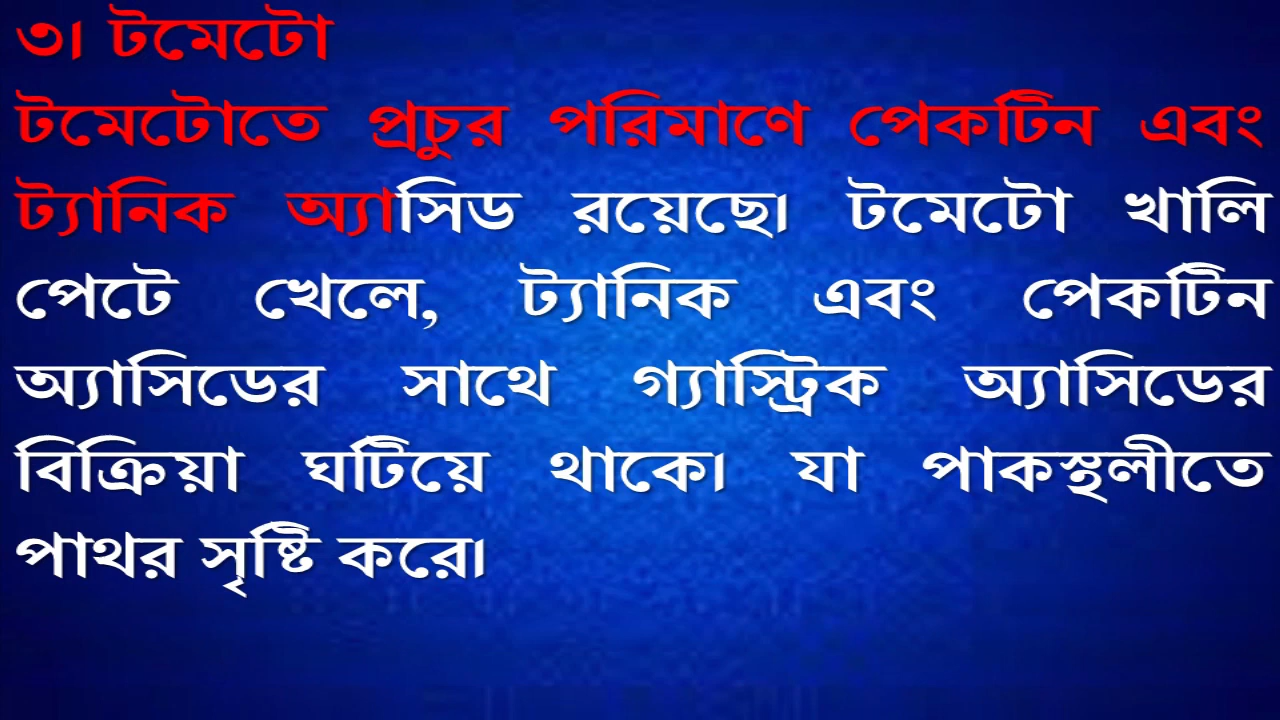 ৩। টমেটো
টমেটোতে প্রচুর পরিমাণে পেকটিন এবং
ট্যানিক অ্যাসিড রয়েছে। টমেটো খালি
পেটে খেলে, ট্যানিক এবং পেকটিন
অ্যাসিডের সাথে গ্যাস্ট্রিক অ্যাসিডের
বিক্রিয়া ঘটিয়ে থাকে। যা পাকস্থলীতে
পাথর সৃষ্টি করে।